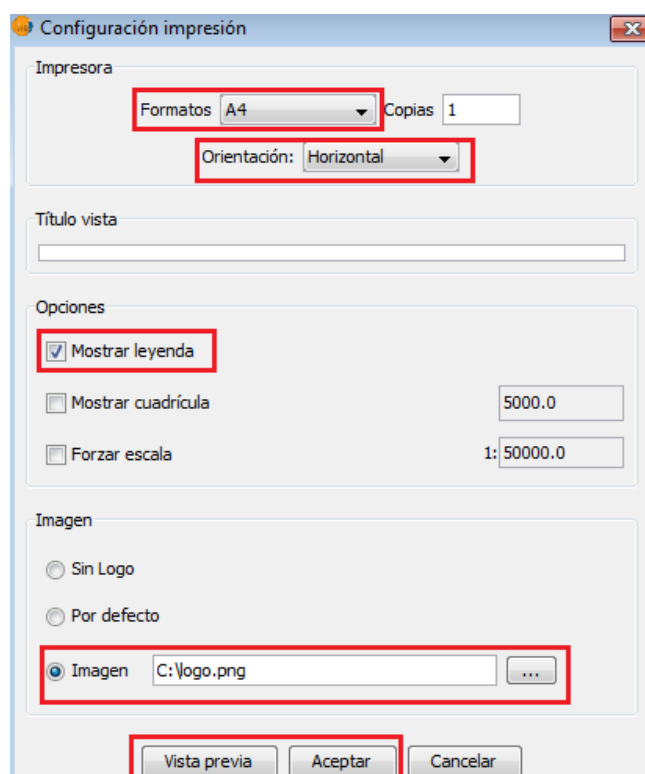 Configuración impresión
Impresora
Formatos A4 Copias 1
Orientación: Horizontal
Título vista
Opciones
Mostrar leyenda
Mostrar cuadrícula 5000.0
Forzar escala 1: 50000.0
Imagen
Sin Logo
Por defecto
Imagen C:\logo.png ...
Vista previa Aceptar Cancelar